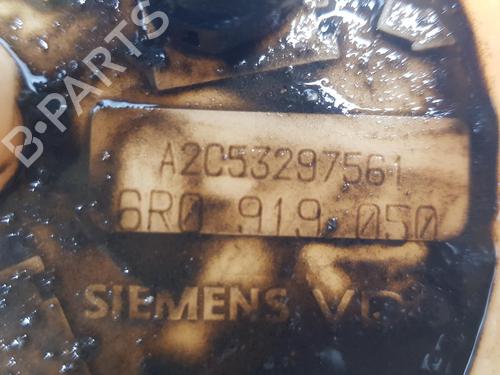 B-PARTS
A2C53297561
6R0 919 050
SIEMENS VDO